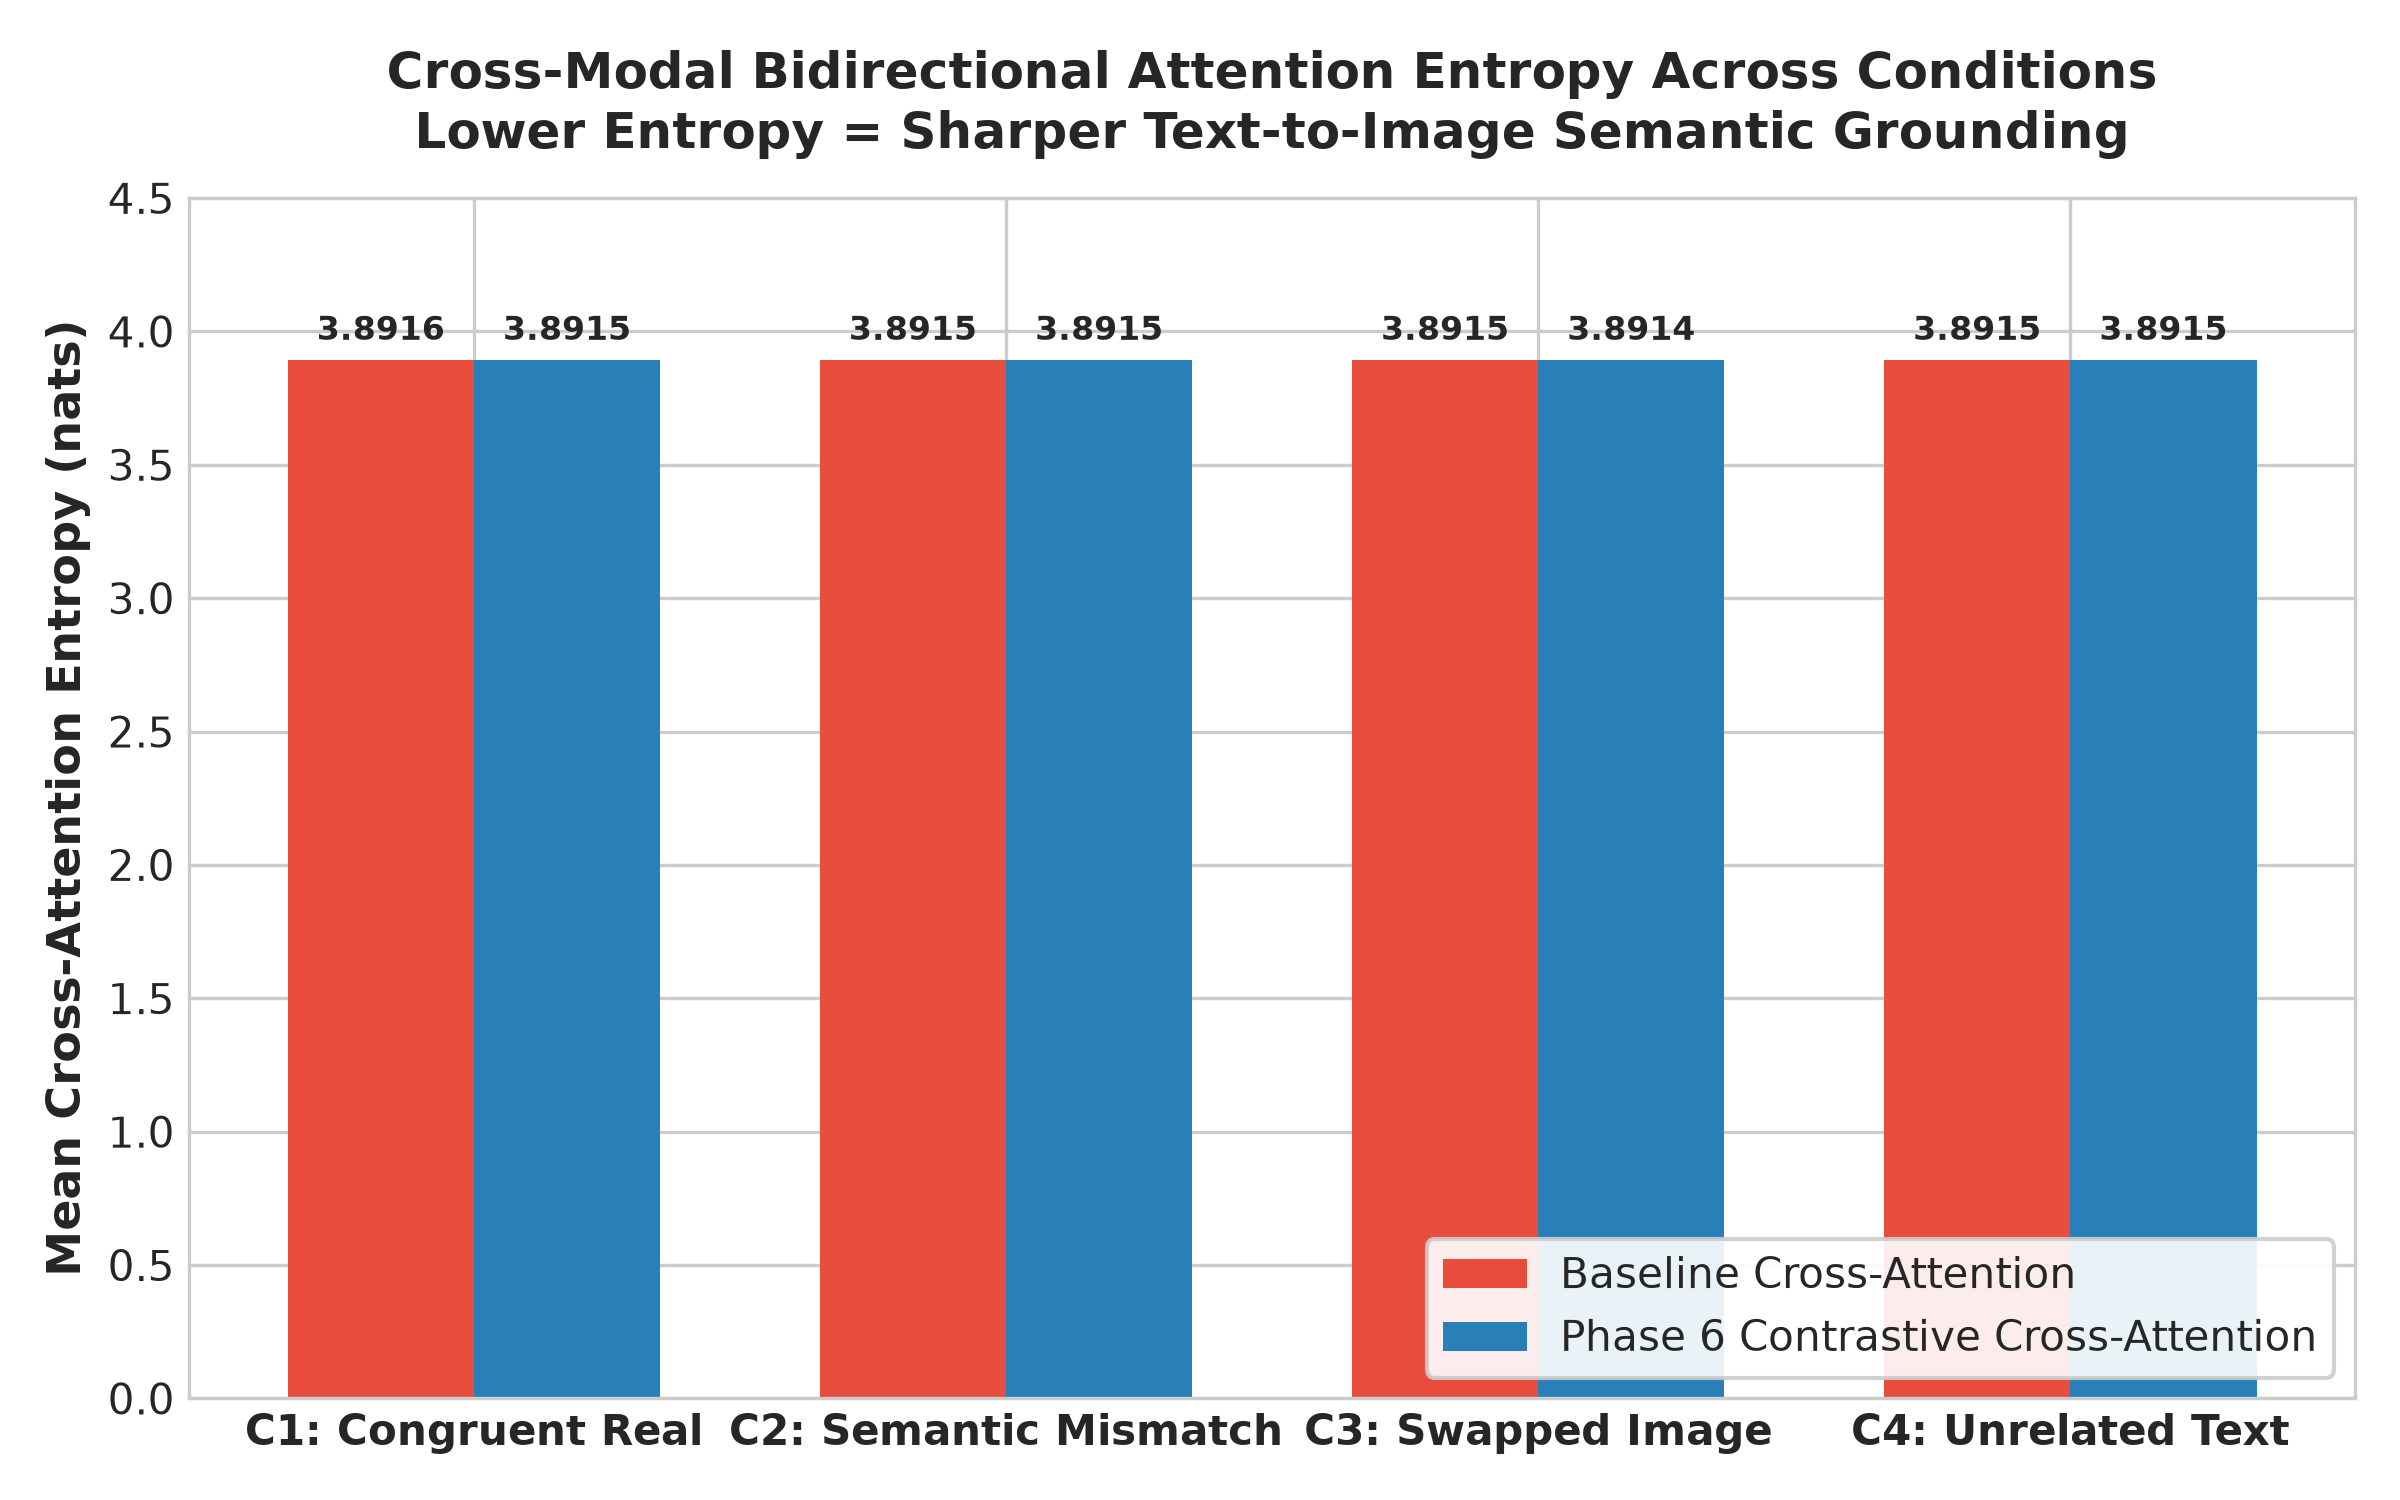 Cross-Modal Bidirectional Attention Entropy Across Conditions
Lower Entropy = Sharper Text-to-Image Semantic Grounding
Mean Cross-Attention Entropy (nats)
4.5
4.0
3.5
3.0
2.5
2.0
1.5
1.0
0.5
0.0
3.8916 3.8915 3.8915 3.8915 3.8915 3.8914 3.8915 3.8915
Baseline Cross-Attention
Phase 6 Contrastive Cross-Attention
C1: Congruent Real C2: Semantic Mismatch C3: Swapped Image C4: Unrelated Text